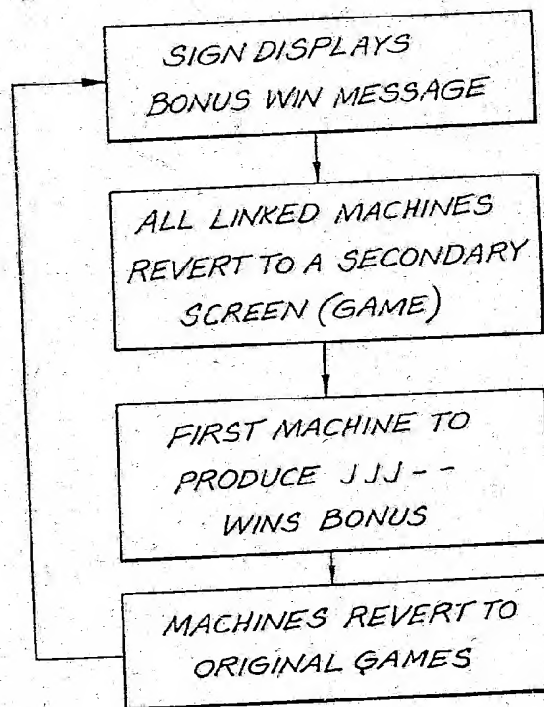 SIGN DISPLAYS
BONUS WIN MESSAGE
ALL LINKED MACHINES
REVERT TO A SECONDARY
SCREEN (GAME)
FIRST MACHINE TO
PRODUCE JJJ--
WINS BONUS
MACHINES REVERT TO
ORIGINAL GAMES